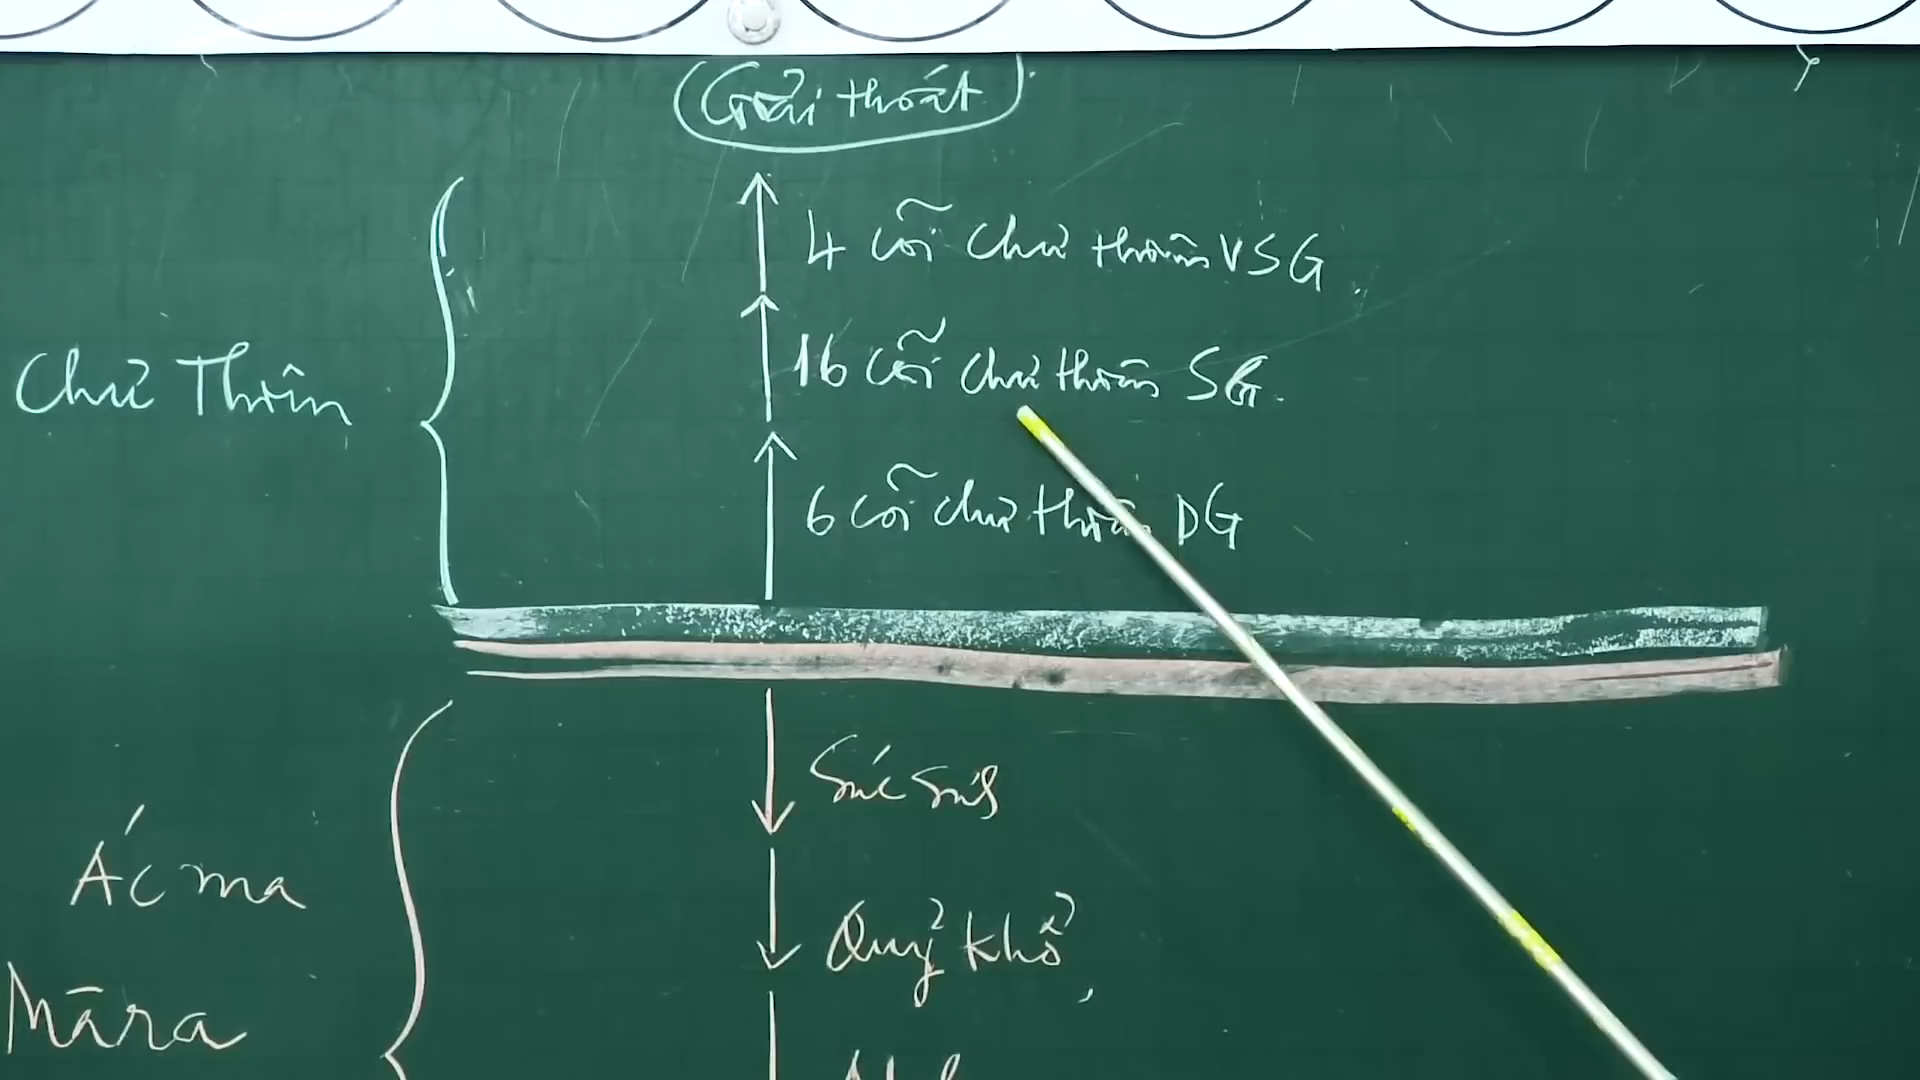 Giải thoát
4 cõi chư thiên VSG
Chư Thiên
16 cõi chư thiên SG
6 cõi chư thiên DG
Súc sinh
Ác ma
Quỷ khổ
Māra